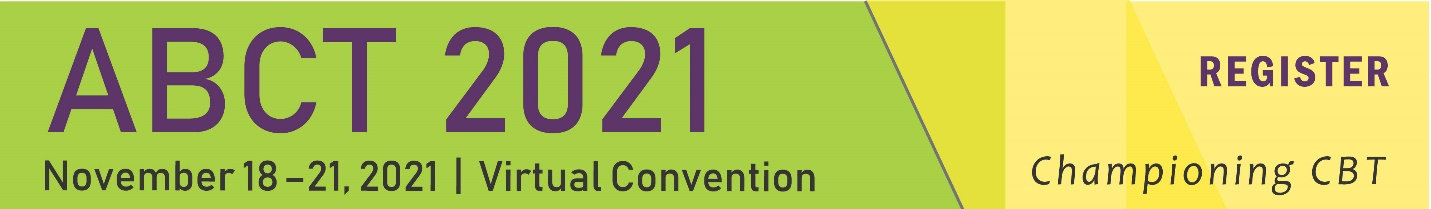 ABCT 2021
November 18–21, 2021 | Virtual Convention
REGISTER
Championing CBT